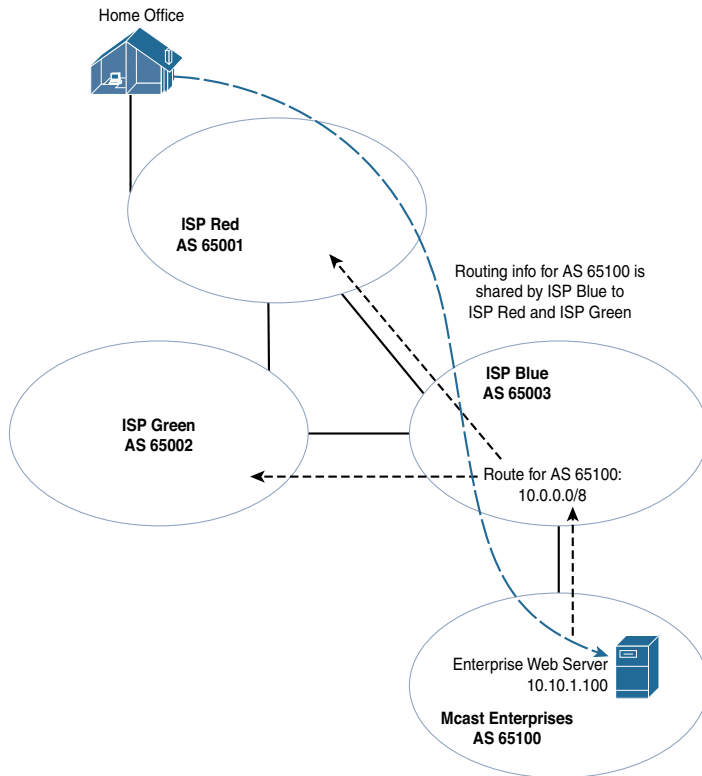 Home Office
ISP Red
AS 65001
Routing info for AS 65100 is
shared by ISP Blue to
ISP Red and ISP Green
ISP Blue
AS 65003
ISP Green
AS 65002
Route for AS 65100:
10.0.0.0/8
Enterprise Web Server
10.10.1.100
Mcast Enterprises
AS 65100